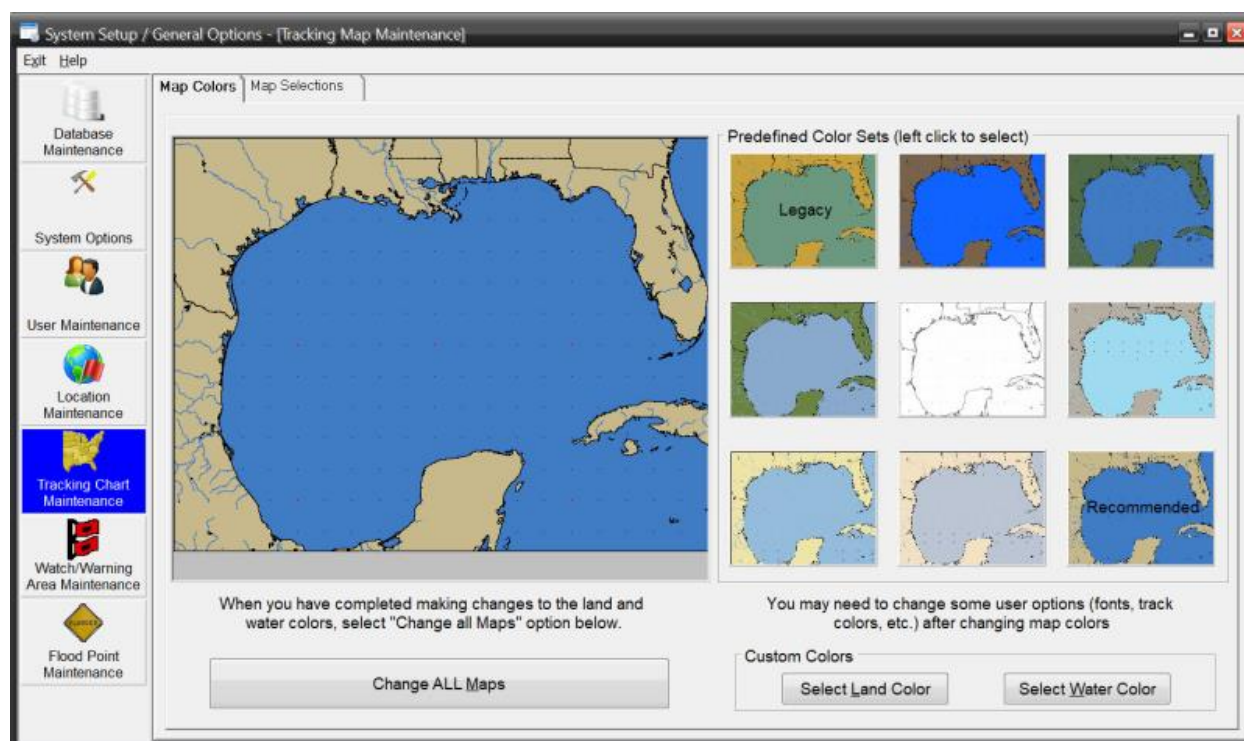 System Setup / General Options - [Tracking Map Maintenance]
Exit Help
Map Colors
Map Selections
Database
Maintenance
System Options
User Maintenance
Location
Maintenance
Tracking Chart
Maintenance
Watch/Warning
Area Maintenance
Flood Point
Maintenance
Predefined Color Sets (left click to select)
Legacy
Recommended
When you have completed making changes to the land and
water colors, select "Change all Maps" option below.
Change ALL Maps
You may need to change some user options (fonts, track
colors, etc.) after changing map colors
Custom Colors
Select Land Color
Select Water Color